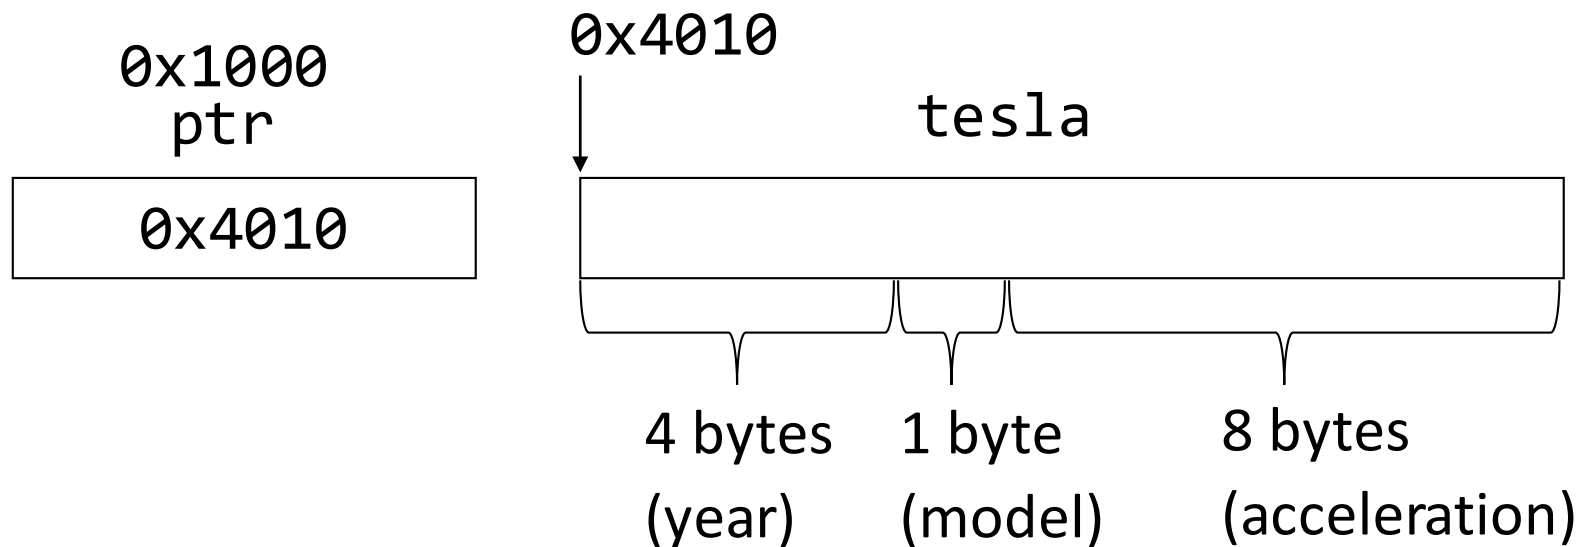 0x1000
ptr
0x4010
0x4010
tesla
4 bytes
(year)
1 byte
(model)
8 bytes
(acceleration)